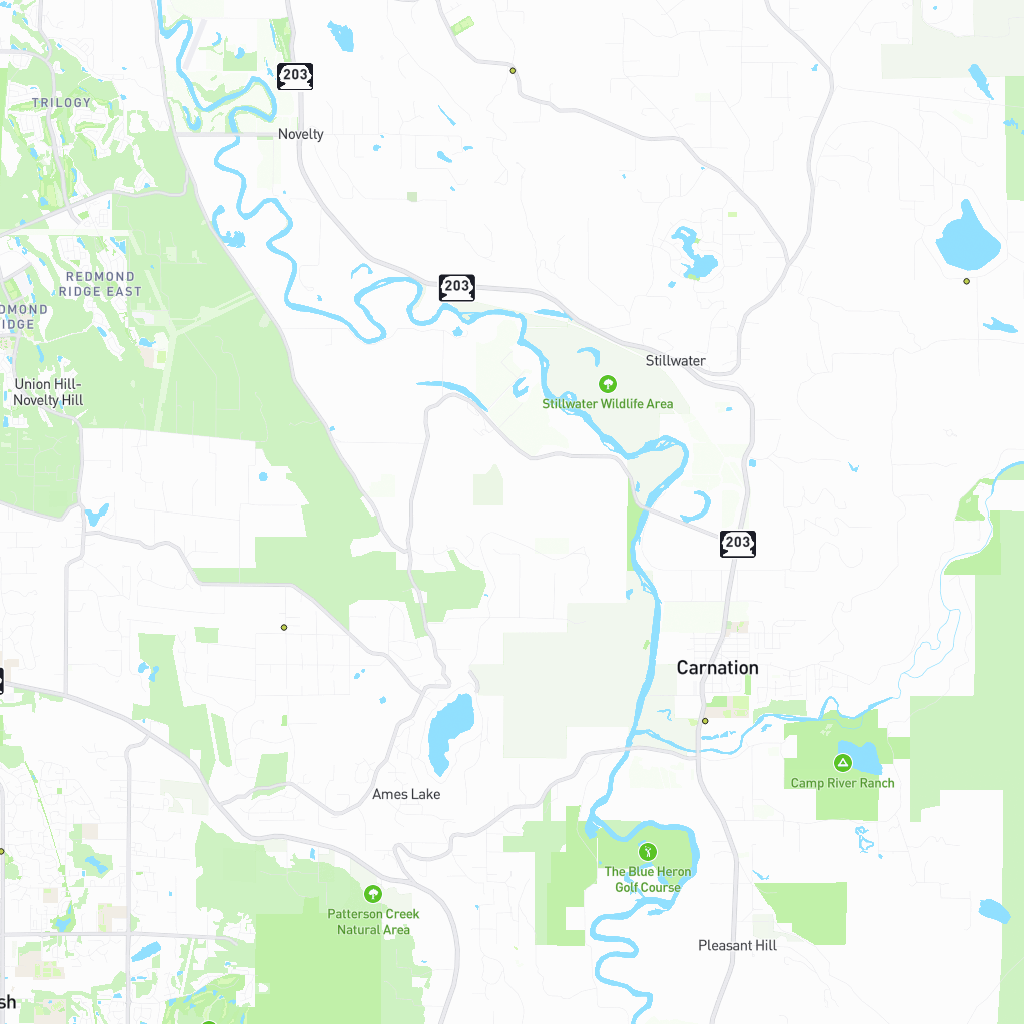 203
TRILOGY
Novelty
REDMOND
RIDGE EAST
203
DMOND
IDGE
Stillwater
Union Hill-
Novelty Hill
Stillwater Wildlife Area
203
Carnation
Camp River Ranch
Ames Lake
The Blue Heron
Golf Course
Patterson Creek
Natural Area
Pleasant Hill
sh